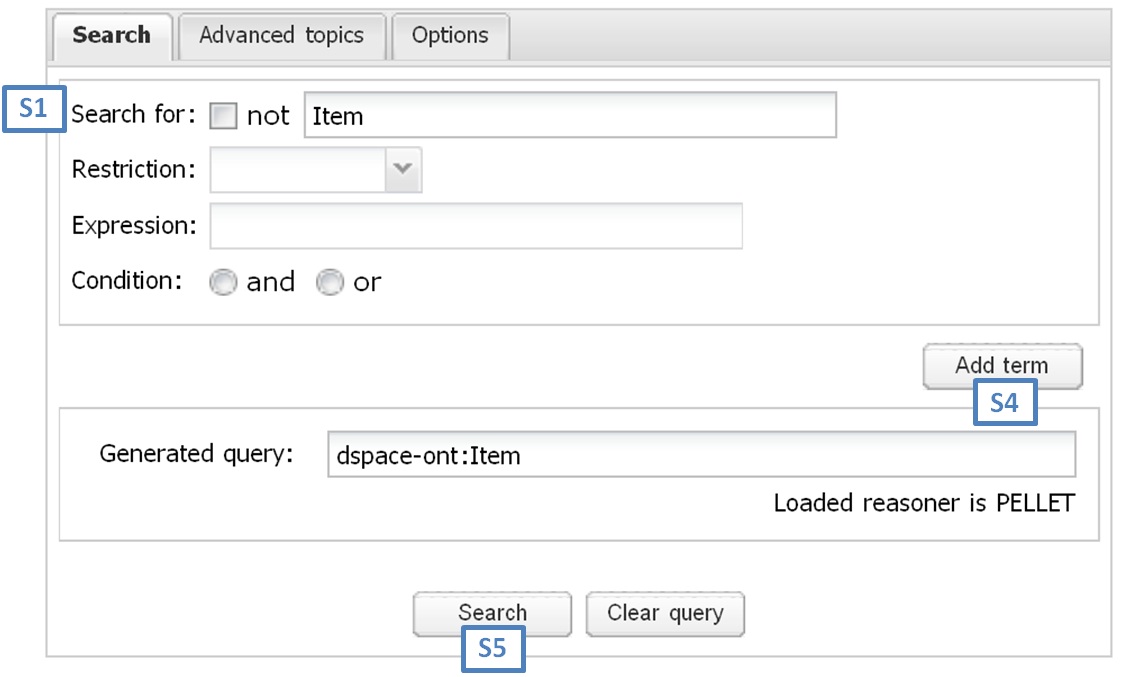 Search Advanced topics Options
S1 Search for: not Item
Restriction:
Expression:
Condition: and or
Add term
S4
Generated query: dspace-ont:Item
Loaded reasoner is PELLET
Search Clear query
S5